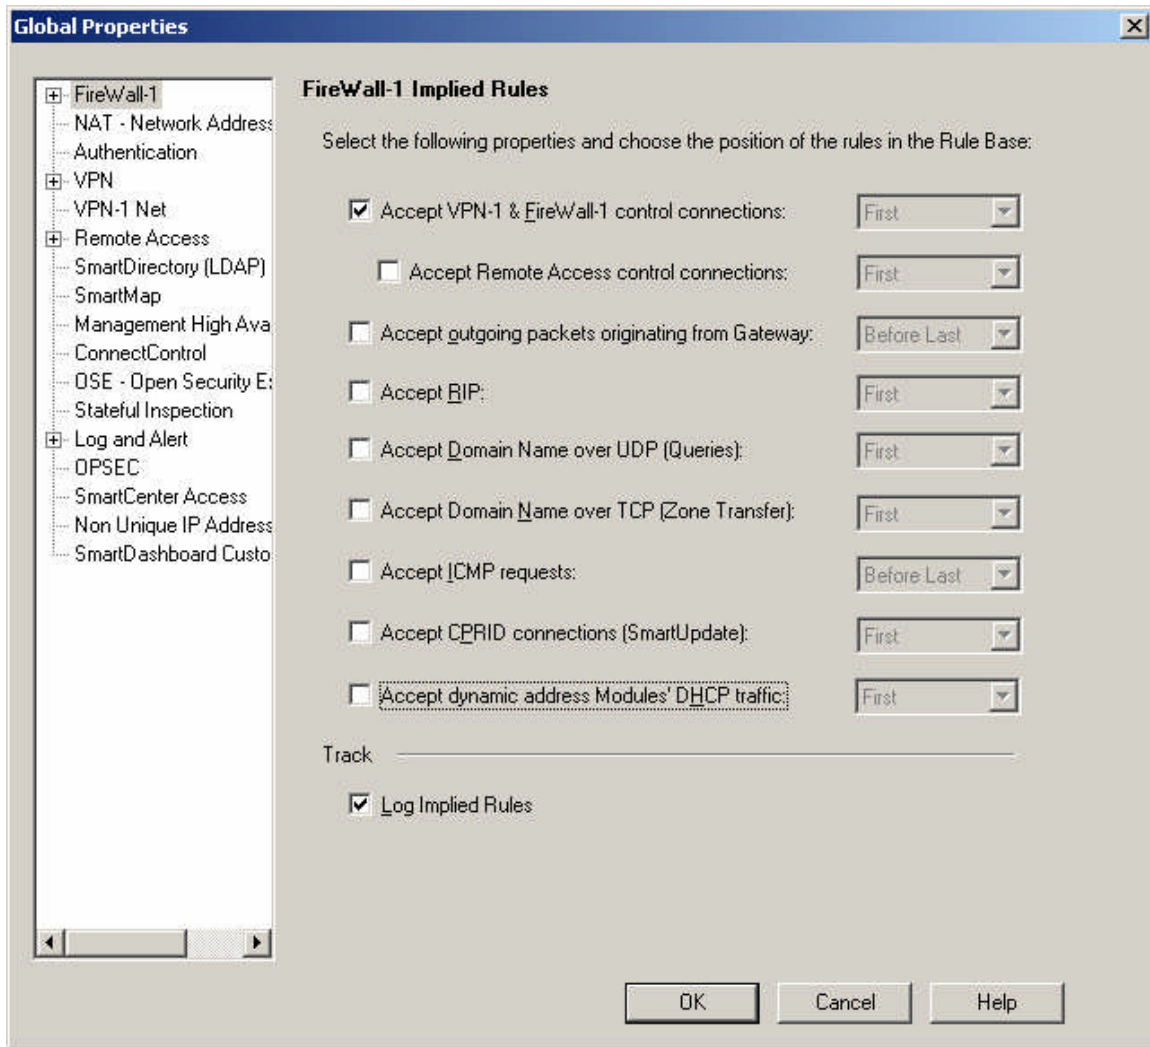 Global Properties
FireWall-1
NAT - Network Address
Authentication
VPN
VPN-1 Net
Remote Access
SmartDirectory (LDAP)
SmartMap
Management High Ava
ConnectControl
OSE - Open Security E
Stateful Inspection
Log and Alert
OPSEC
SmartCenter Access
Non Unique IP Address
SmartDashboard Custo
FireWall-1 Implied Rules
Select the following properties and choose the position of the rules in the Rule Base:
Accept VPN-1 & FireWall-1 control connections: First
Accept Remote Access control connections: First
Accept outgoing packets originating from Gateway: Before Last
Accept RIP: First
Accept Domain Name over UDP (Queries): First
Accept Domain Name over TCP (Zone Transfer): First
Accept ICMP requests: Before Last
Accept CPRID connections (SmartUpdate): First
Accept dynamic address Modules' DHCP traffic: First
Track
Log Implied Rules
OK Cancel Help